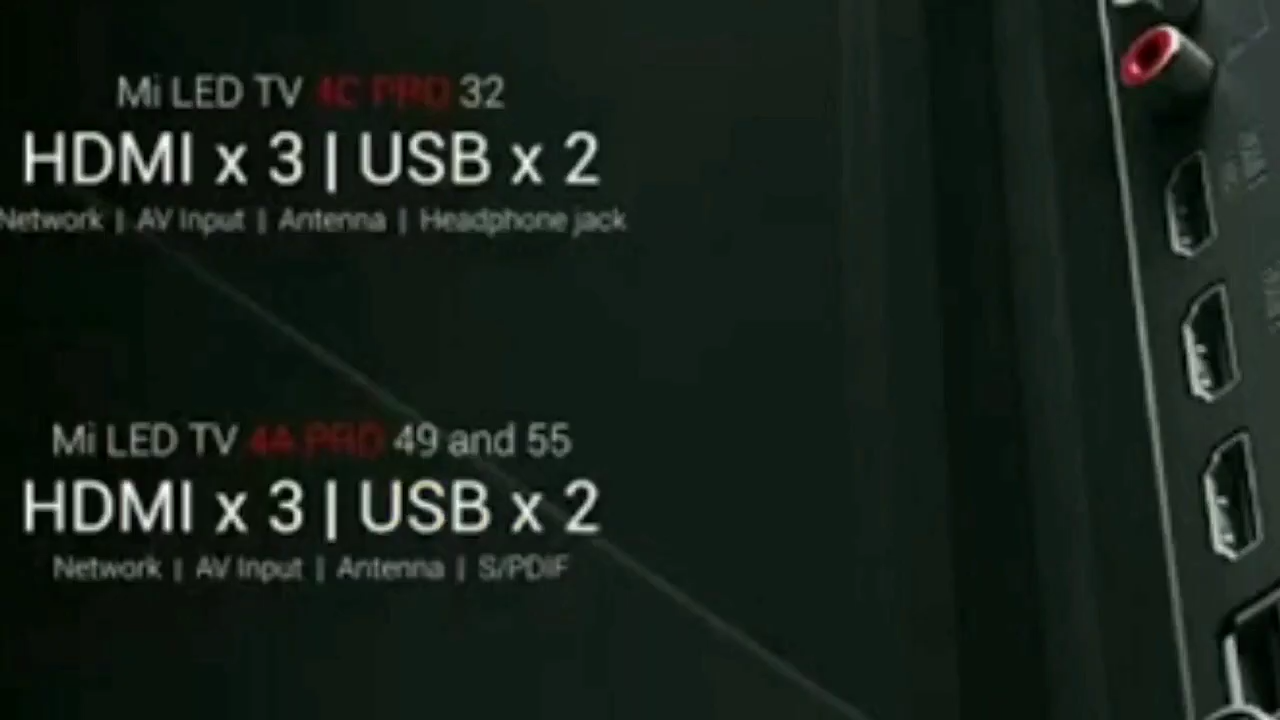 Mi LED TV 4C PRO 32
HDMI x 3 | USB x 2
Network | AV Input | Antenna | Headphone jack
Mi LED TV 4A PRO 49 and 55
HDMI x 3 | USB x 2
Network | AV Input | Antenna | S/PDIF